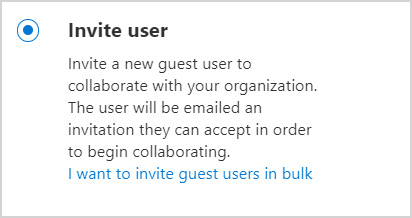 Invite user
Invite a new guest user to
collaborate with your organization.
The user will be emailed an
invitation they can accept in order
to begin collaborating.
I want to invite guest users in bulk